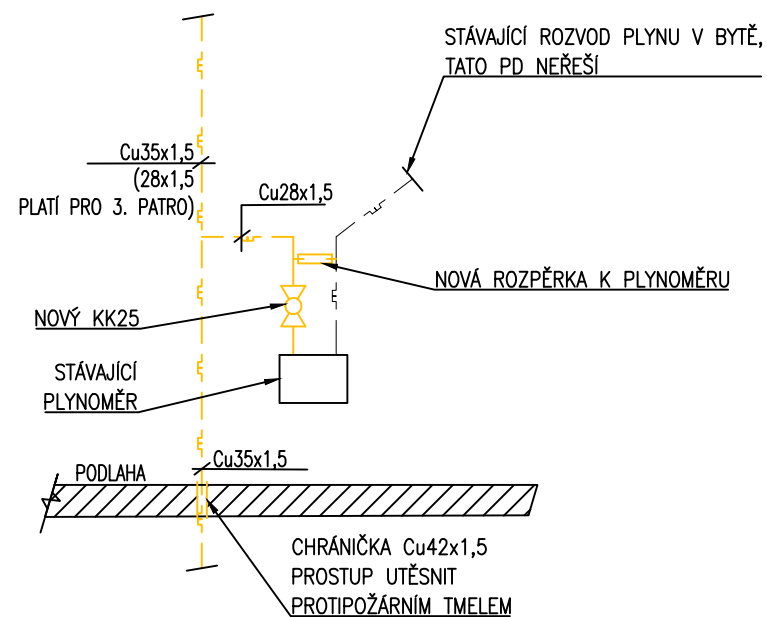 STÁVAJÍCÍ ROZVOD PLYNU V BYTĚ,
TATO PD NEŘEŠÍ
Cu35x1,5
(28x1,5
PLATÍ PRO 3. PATRO)
Cu28x1,5
NOVÁ ROZPĚRKA K PLYNOMĚRU
NOVÝ KK25
STÁVAJÍCÍ
PLYNOMĚR
Cu35x1,5
PODLAHA
CHRÁNIČKA Cu42x1,5
PROSTUP UTĚSNIT
PROTIPOŽÁRNÍM TMELEM